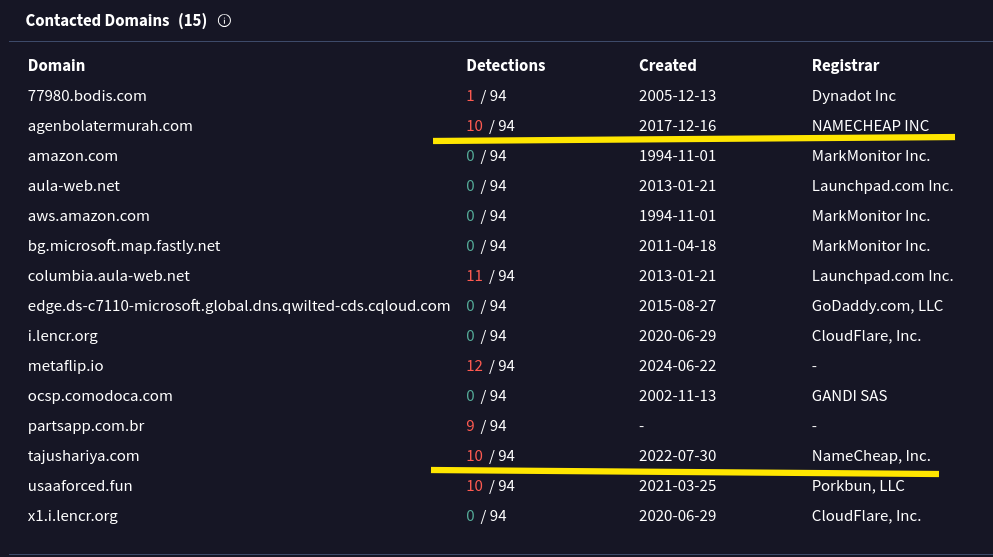 Contacted Domains (15)
Domain Detections Created Registrar
77980.bodis.com 1 / 94 2005-12-13 Dynadot Inc
agenbolatermurah.com 10 / 94 2017-12-16 NAMECHEAP INC
amazon.com 0 / 94 1994-11-01 MarkMonitor Inc.
aula-web.net 0 / 94 2013-01-21 Launchpad.com Inc.
aws.amazon.com 0 / 94 1994-11-01 MarkMonitor Inc.
bg.microsoft.map.fastly.net 0 / 94 2011-04-18 MarkMonitor Inc.
columbia.aula-web.net 11 / 94 2013-01-21 Launchpad.com Inc.
edge.ds-c7110-microsoft.global.dns.qwilted-cds.cqloud.com 0 / 94 2015-08-27 GoDaddy.com, LLC
i.lencr.org 0 / 94 2020-06-29 CloudFlare, Inc.
metaflip.io 12 / 94 2024-06-22 -
ocsp.comodoca.com 0 / 94 2002-11-13 GANDI SAS
partsapp.com.br 9 / 94 - -
tajushariya.com 10 / 94 2022-07-30 NameCheap, Inc.
usaaforced.fun 10 / 94 2021-03-25 Porkbun, LLC
x1.i.lencr.org 0 / 94 2020-06-29 CloudFlare, Inc.